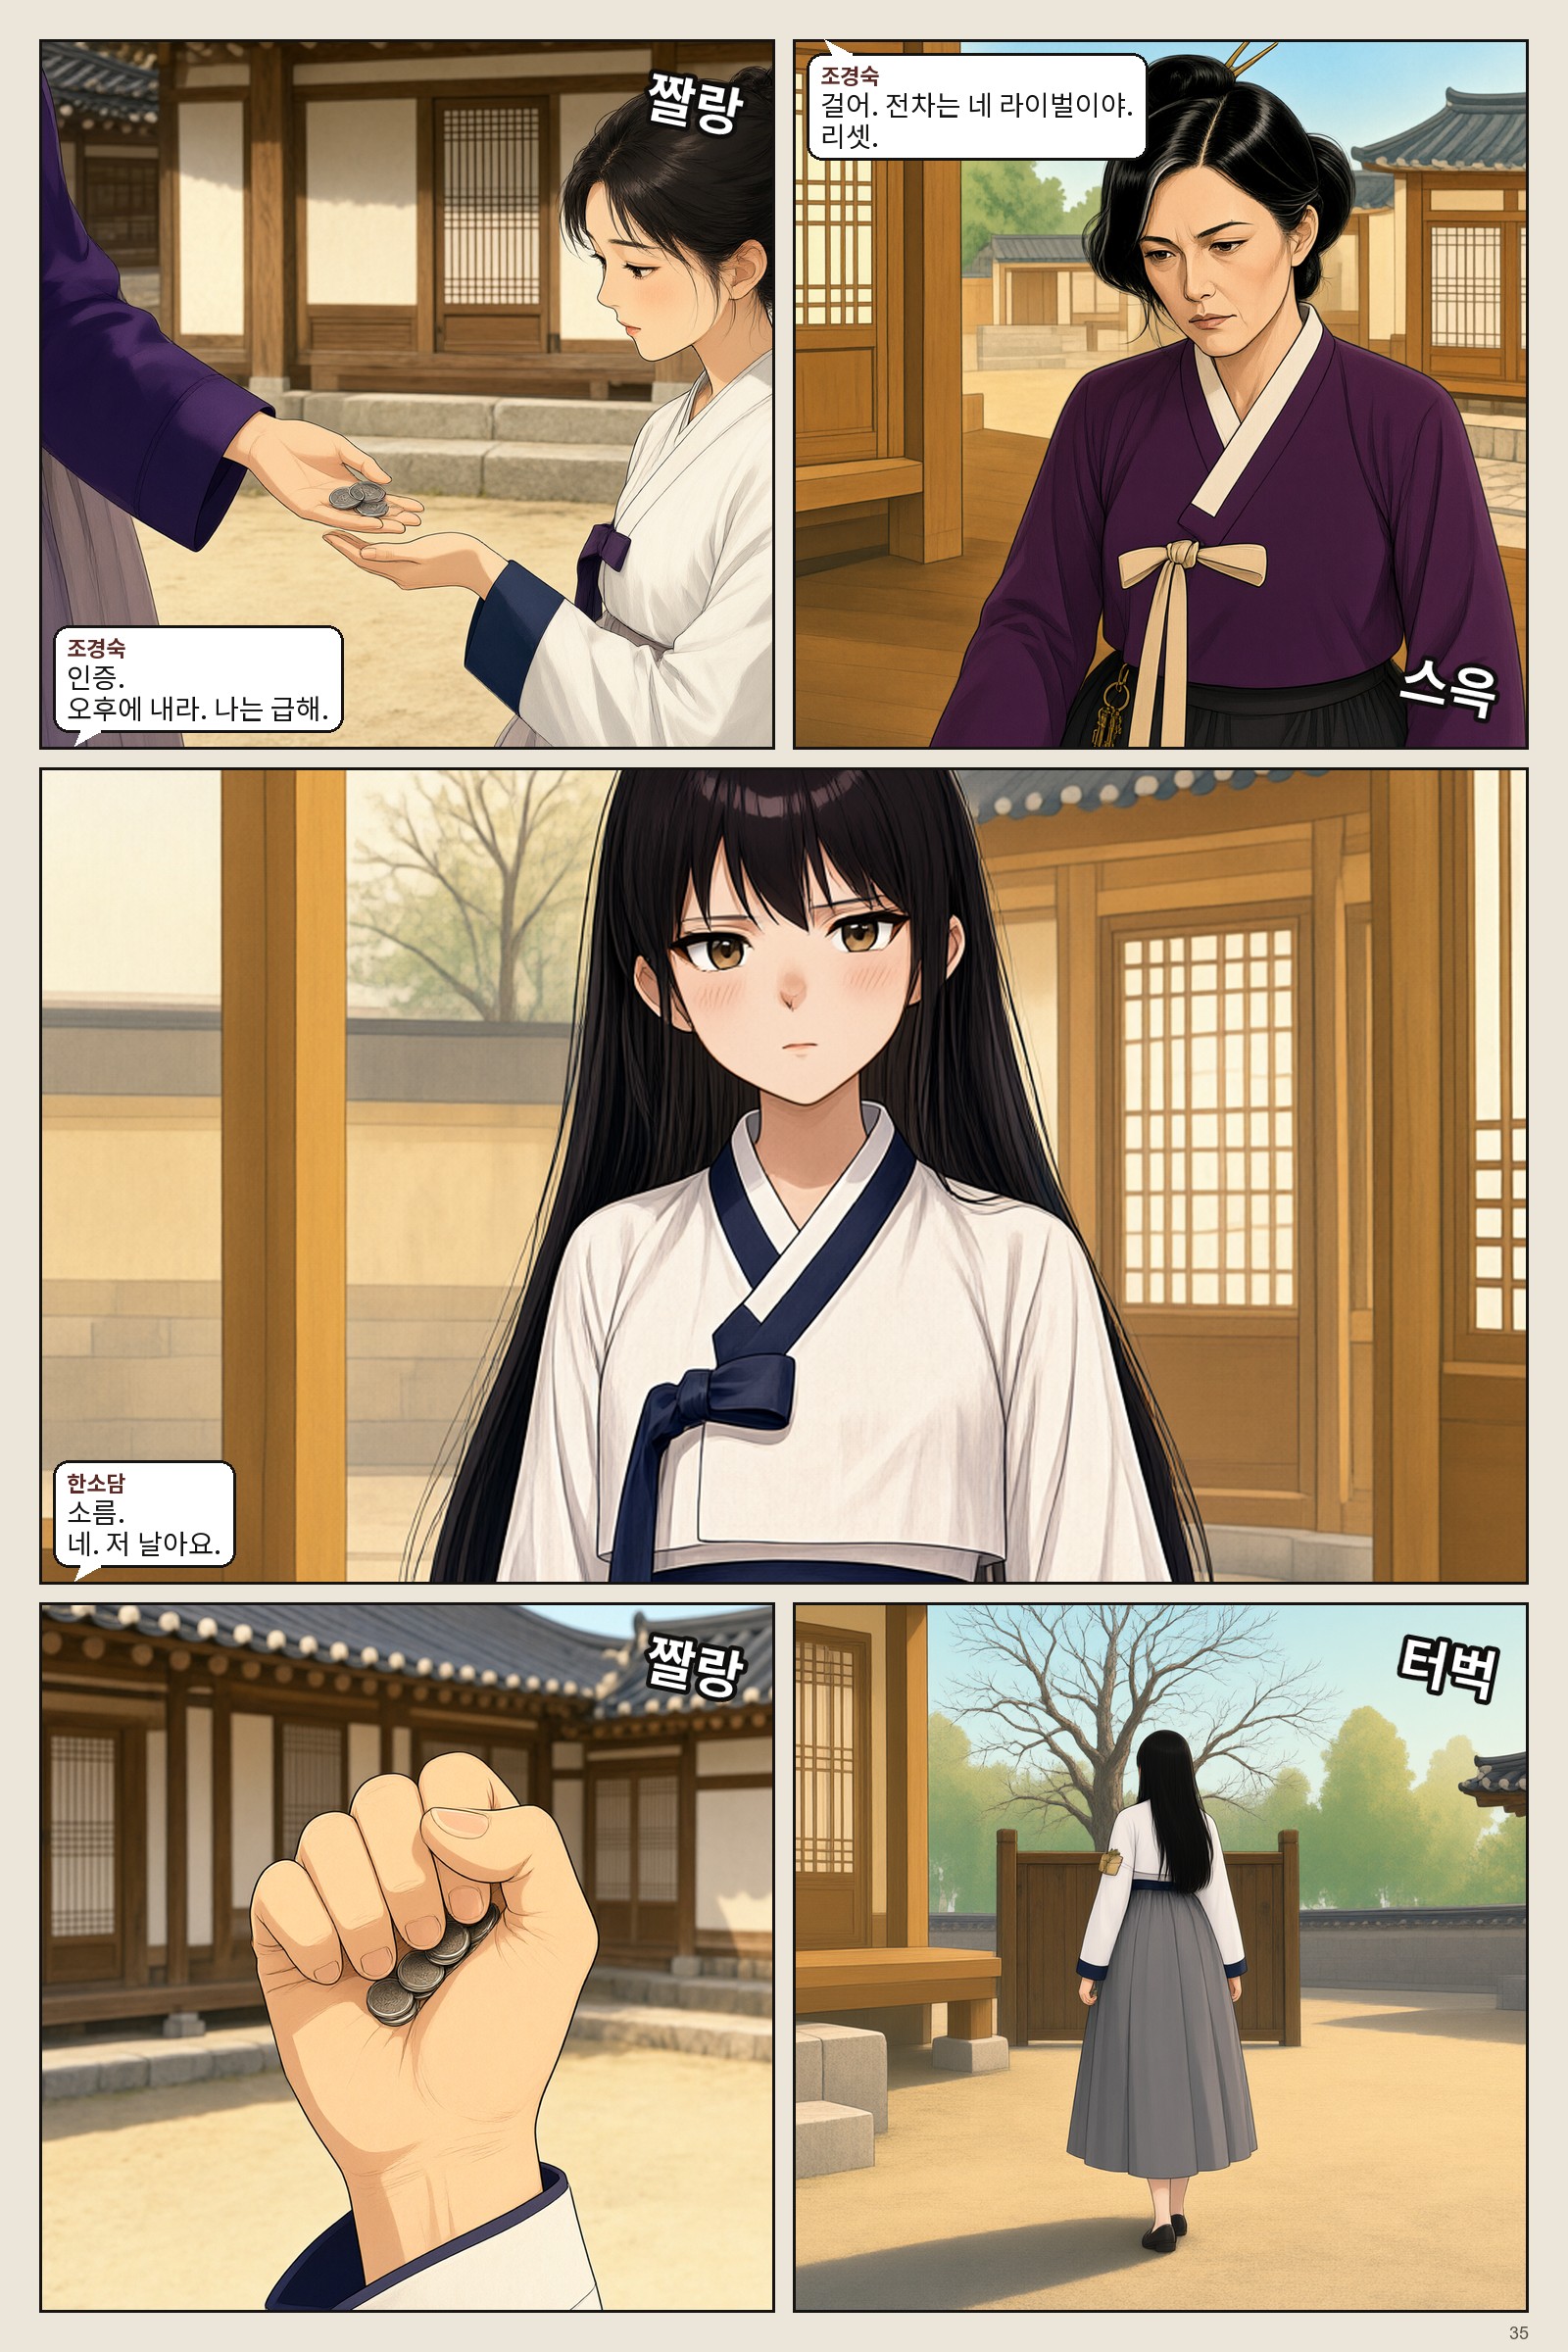 짤랑
조경숙
인증.
오후에 내라. 나는 급해.
조경숙
걸어. 전차는 네 라이벌이야.
리셋.
스윽
한소담
소름.
네. 저 날아요.
짤랑
터벅
35